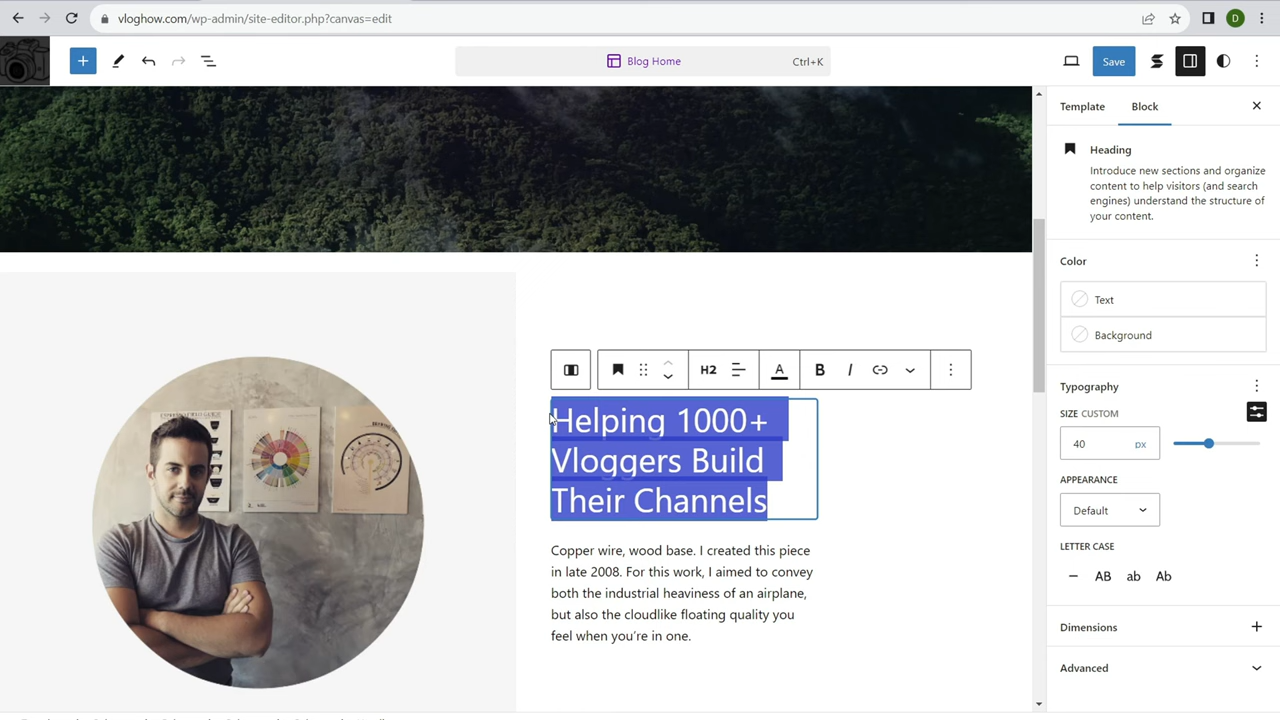 vloghow.com/wp-admin/site-editor.php?canvas=edit
D
Blog Home
Ctrl+K
Save
Template
Block
Heading
Introduce new sections and organize
content to help visitors (and search
engines) understand the structure of
your content.
Color
Text
Background
Typography
SIZE CUSTOM
40
px
APPEARANCE
Default
LETTER CASE
AB
ab
Ab
Dimensions
Advanced
H2
A
B
I
Helping 1000+
Vloggers Build
Their Channels
Copper wire, wood base. I created this piece
in late 2008. For this work, I aimed to convey
both the industrial heaviness of an airplane,
but also the cloudlike floating quality you
feel when you're in one.